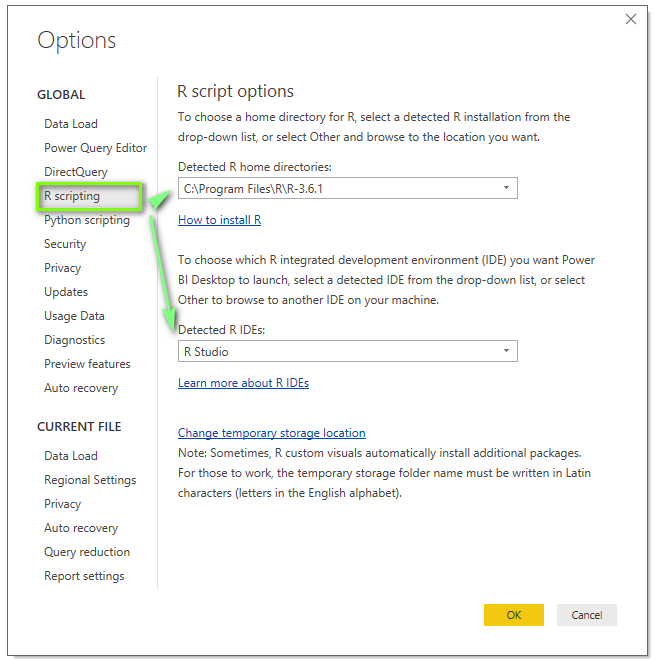 Options
GLOBAL
Data Load
Power Query Editor
DirectQuery
R scripting
Python scripting
Security
Privacy
Updates
Usage Data
Diagnostics
Preview features
Auto recovery
CURRENT FILE
Data Load
Regional Settings
Privacy
Auto recovery
Query reduction
Report settings
R script options
To choose a home directory for R, select a detected R installation from the
drop-down list, or select Other and browse to the location you want.
Detected R home directories:
C:\Program Files\R\R-3.6.1
How to install R
To choose which R integrated development environment (IDE) you want Power
BI Desktop to launch, select a detected IDE from the drop-down list, or select
Other to browse to another IDE on your machine.
Detected R IDEs:
R Studio
Learn more about R IDEs
Change temporary storage location
Note: Sometimes, R custom visuals automatically install additional packages.
For those to work, the temporary storage folder name must be written in Latin
characters (letters in the English alphabet).
OK
Cancel